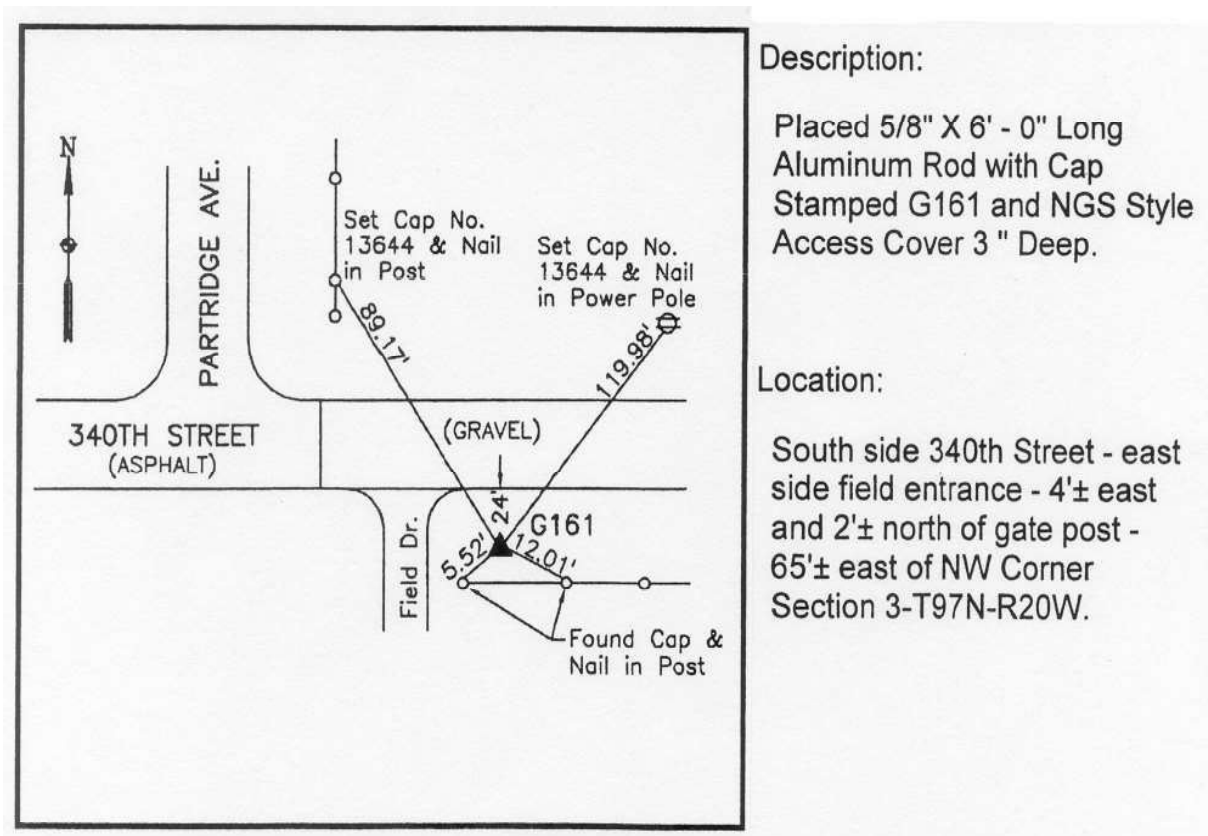 N
PARTRIDGE AVE.
Set Cap No.
13644 & Nail
in Post
Set Cap No.
13644 & Nail
in Power Pole
89.17'
119.98'
340TH STREET
(ASPHALT)
(GRAVEL)
24'
G161
5.52'
12.01'
Field Dr.
Found Cap &
Nail in Post
Description:
Placed 5/8" X 6' - 0" Long
Aluminum Rod with Cap
Stamped G161 and NGS Style
Access Cover 3 " Deep.
Location:
South side 340th Street - east
side field entrance - 4'± east
and 2'± north of gate post -
65'± east of NW Corner
Section 3-T97N-R20W.